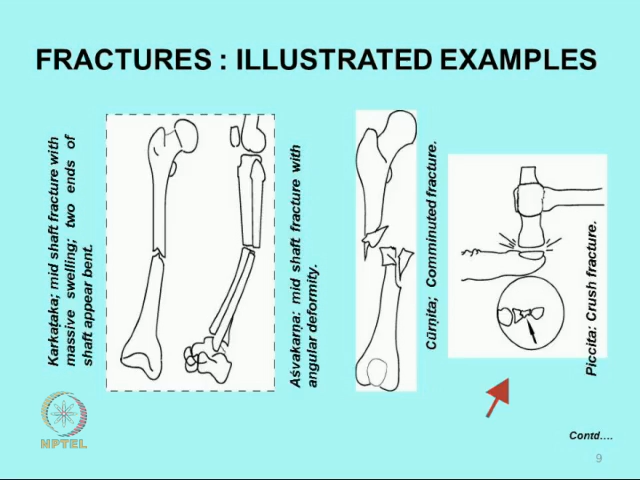 FRACTURES : ILLUSTRATED EXAMPLES
Karkaṭaka; mid shaft fracture with
massive swelling; two ends of
shaft appear bent.
Aśvakarṇa: mid shaft fracture with
angular deformity.
Cūrṇita; Comminuted fracture.
Piccita: Crush fracture.
NPTEL
Contd….
9